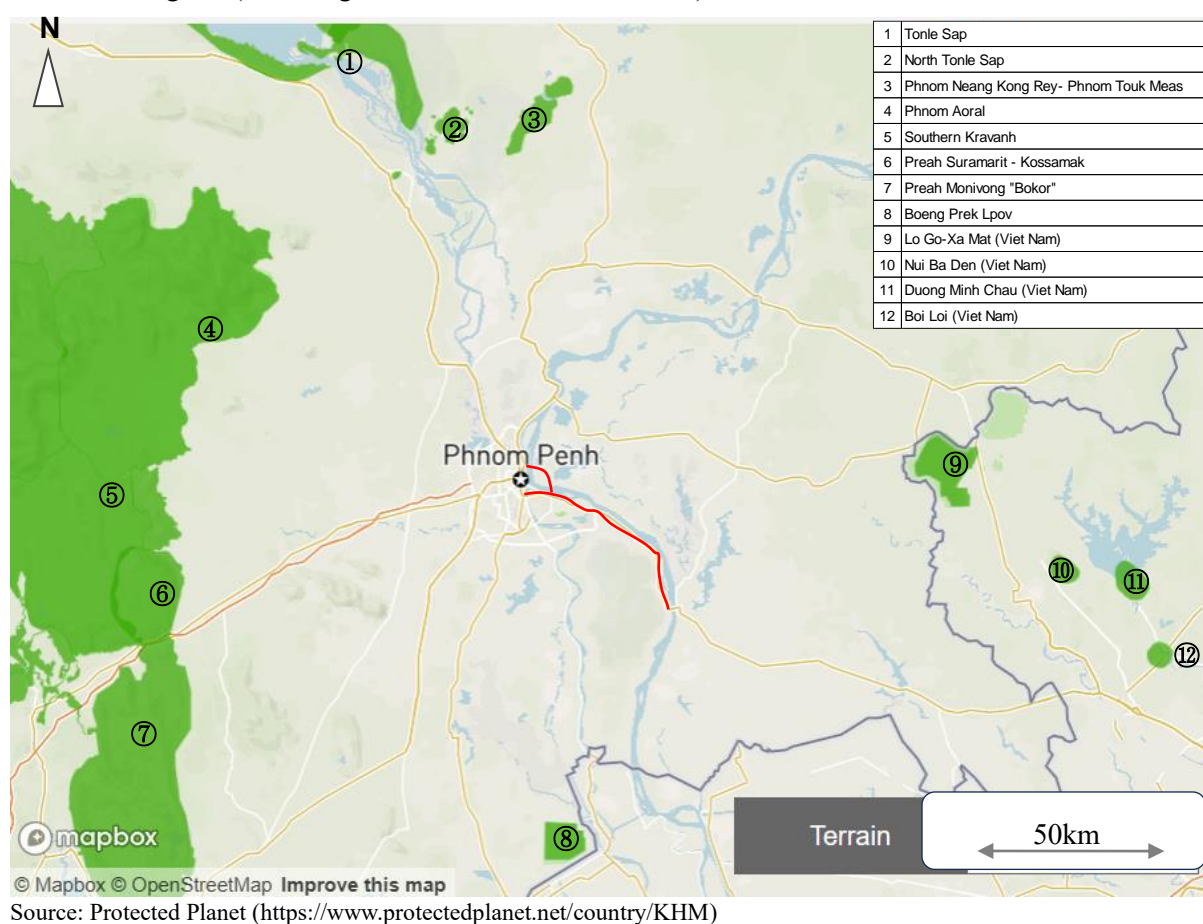 N
1 Tonle Sap
2 North Tonle Sap
3 Phnom Neang Kong Rey- Phnom Touk Meas
4 Phnom Aoral
5 Southern Kravanh
6 Preah Suramarit - Kossamak
7 Preah Monivong "Bokor"
8 Boeng Prek Lpov
9 Lo Go-Xa Mat (Viet Nam)
10 Nui Ba Den (Viet Nam)
11 Duong Minh Chau (Viet Nam)
12 Boi Loi (Viet Nam)
①
②
③
④
Phnom Penh
⑨
⑤
⑩
⑪
⑥
⑫
⑦
⑧
Terrain
50km
mapbox
© Mapbox © OpenStreetMap Improve this map
Source: Protected Planet (https://www.protectedplanet.net/country/KHM)